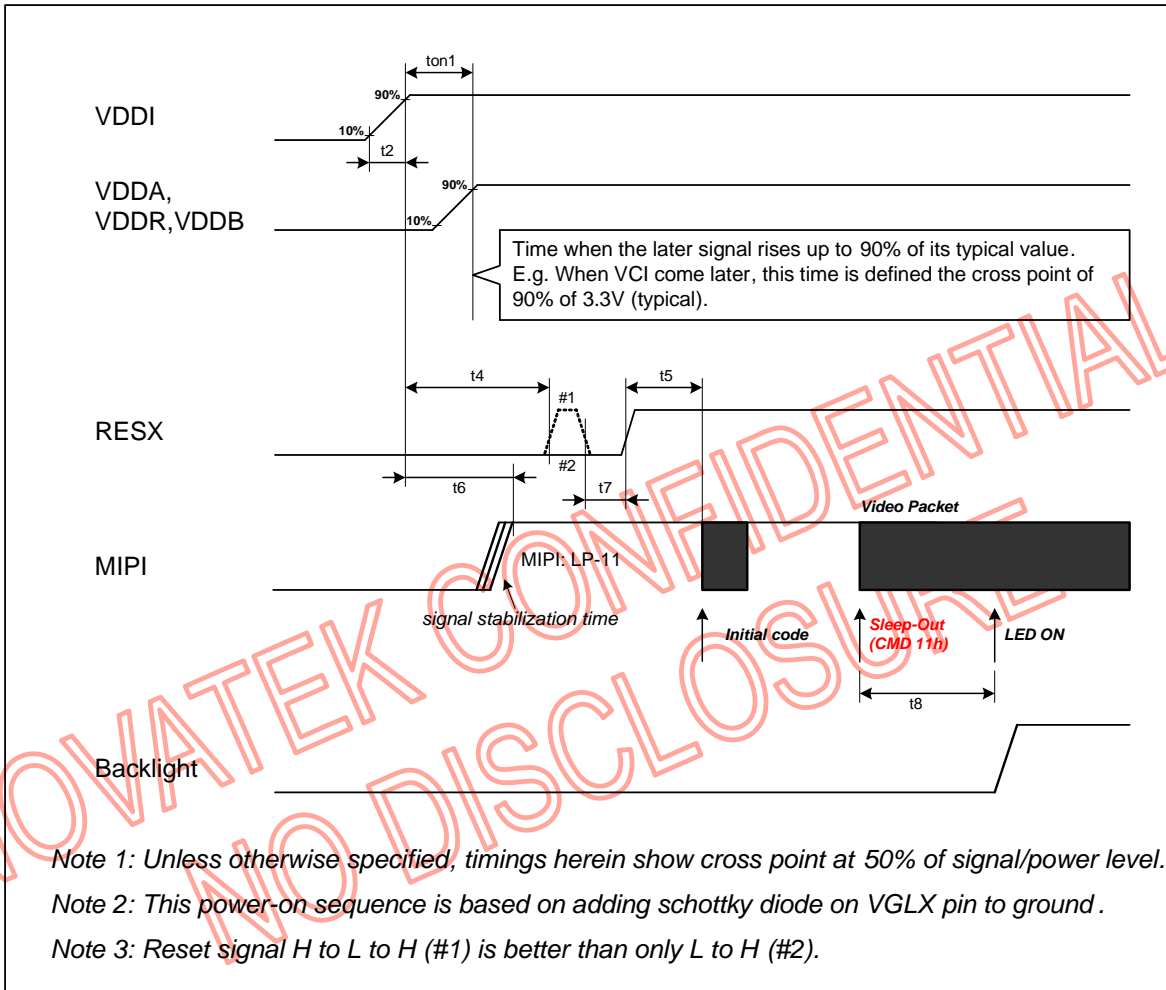 ton1
VDDI
90%
10%
t2
VDDA,
VDDR,VDDB
90%
10%
Time when the later signal rises up to 90% of its typical value.
E.g. When VCI come later, this time is defined the cross point of
90% of 3.3V (typical).
t4
t5
#1
RESX
#2
t6
t7
Video Packet
MIPI
MIPI: LP-11
signal stabilization time
Initial code
Sleep-Out
(CMD 11h)
LED ON
t8
Backlight
NOVATEK CONFIDENTIAL
NO DISCLOSURE
Note 1: Unless otherwise specified, timings herein show cross point at 50% of signal/power level.
Note 2: This power-on sequence is based on adding schottky diode on VGLX pin to ground .
Note 3: Reset signal H to L to H (#1) is better than only L to H (#2).